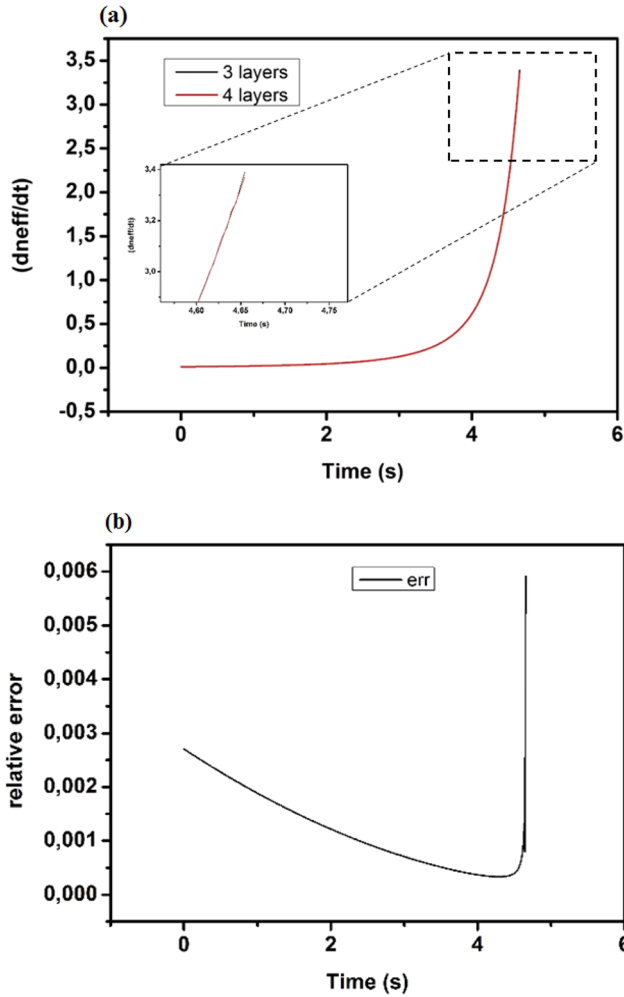 (a)
3,5
3,0
2,5
2,0
1,5
1,0
0,5
0,0
-0,5
(dneff/dt)
3 layers
4 layers
3,4
3,2
3,0
(dneff/dt)
4,60 4,65 4,70 4,75
Time (s)
0 2 4 6
Time (s)
(b)
0,006
0,005
0,004
0,003
0,002
0,001
0,000
relative error
err
0 2 4 6
Time (s)